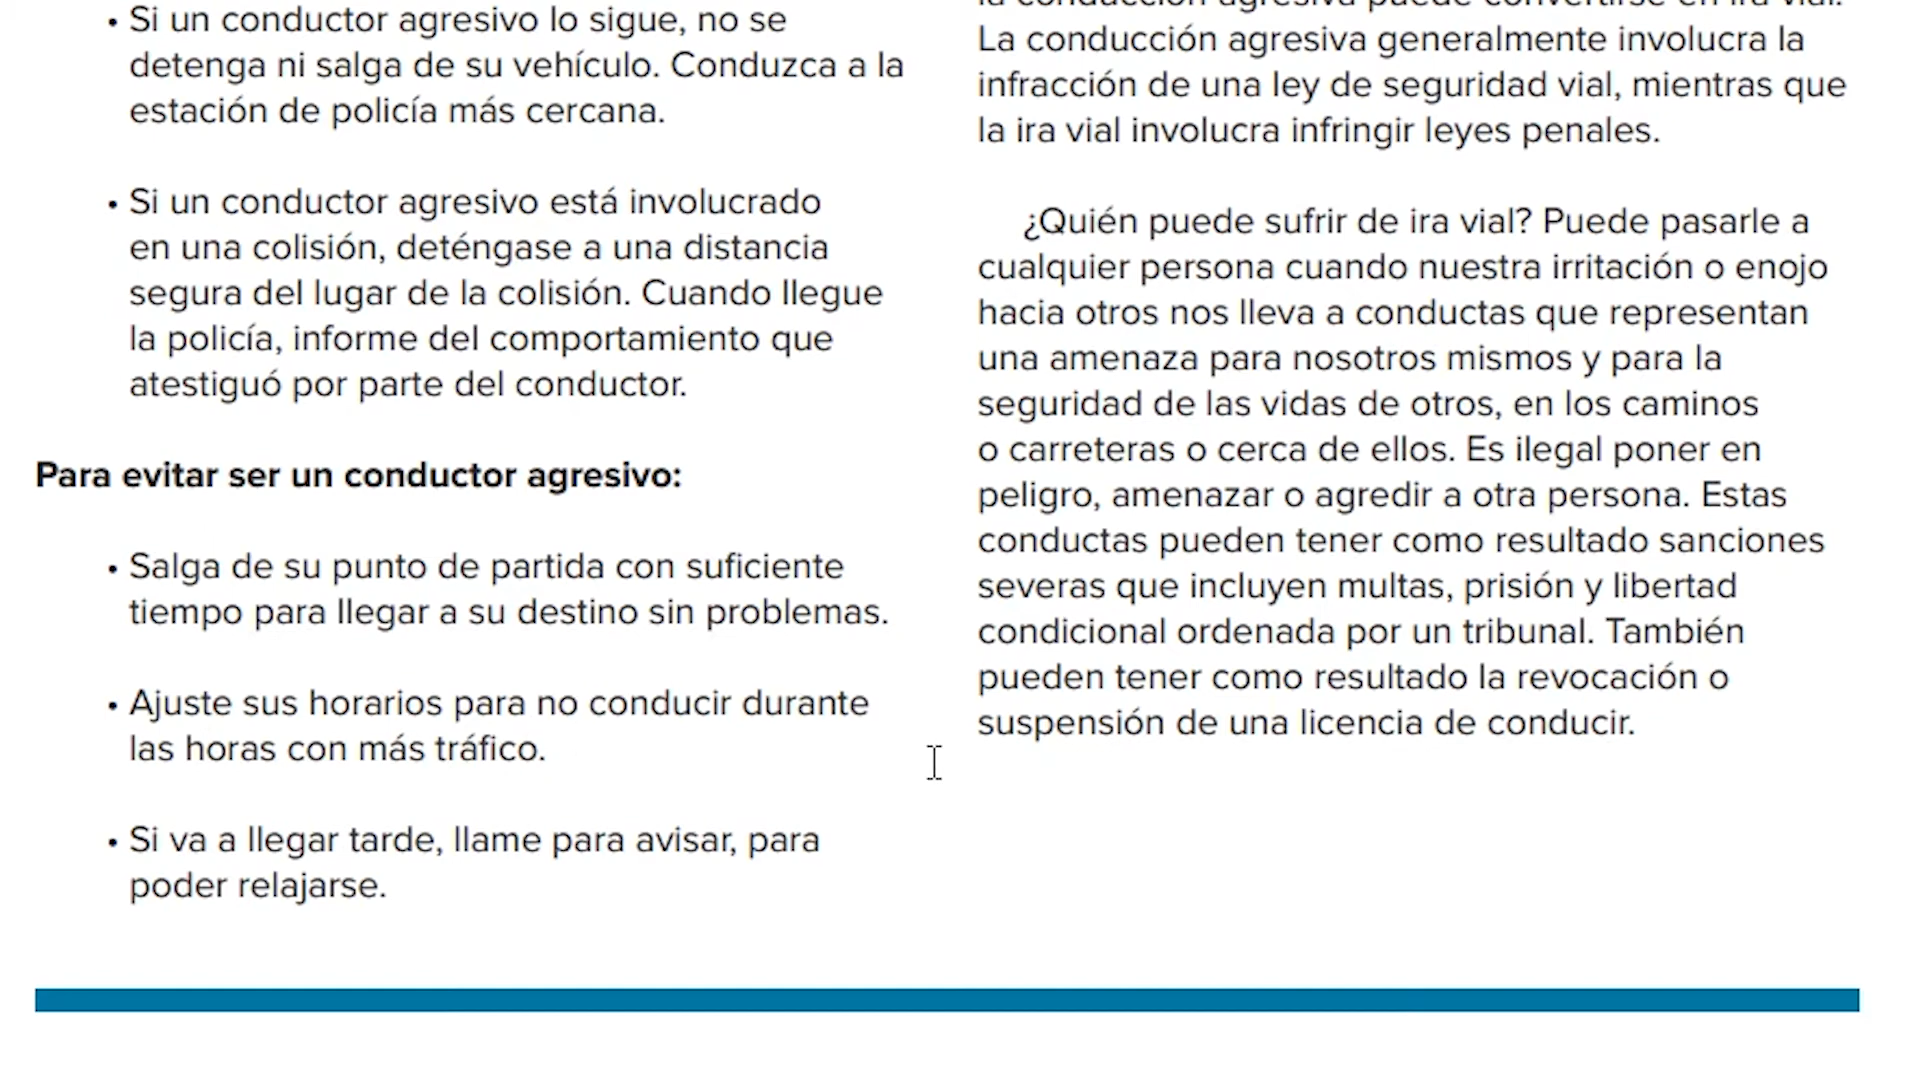 • Si un conductor agresivo lo sigue, no se
detenga ni salga de su vehículo. Conduzca a la
estación de policía más cercana.
• Si un conductor agresivo está involucrado
en una colisión, deténgase a una distancia
segura del lugar de la colisión. Cuando llegue
la policía, informe del comportamiento que
atestiguó por parte del conductor.
Para evitar ser un conductor agresivo:
• Salga de su punto de partida con suficiente
tiempo para llegar a su destino sin problemas.
• Ajuste sus horarios para no conducir durante
las horas con más tráfico.
• Si va a llegar tarde, llame para avisar, para
poder relajarse.
la conducción agresiva puede convertirse en ira vial.
La conducción agresiva generalmente involucra la
infracción de una ley de seguridad vial, mientras que
la ira vial involucra infringir leyes penales.
¿Quién puede sufrir de ira vial? Puede pasarle a
cualquier persona cuando nuestra irritación o enojo
hacia otros nos lleva a conductas que representan
una amenaza para nosotros mismos y para la
seguridad de las vidas de otros, en los caminos
o carreteras o cerca de ellos. Es ilegal poner en
peligro, amenazar o agredir a otra persona. Estas
conductas pueden tener como resultado sanciones
severas que incluyen multas, prisión y libertad
condicional ordenada por un tribunal. También
pueden tener como resultado la revocación o
suspensión de una licencia de conducir.